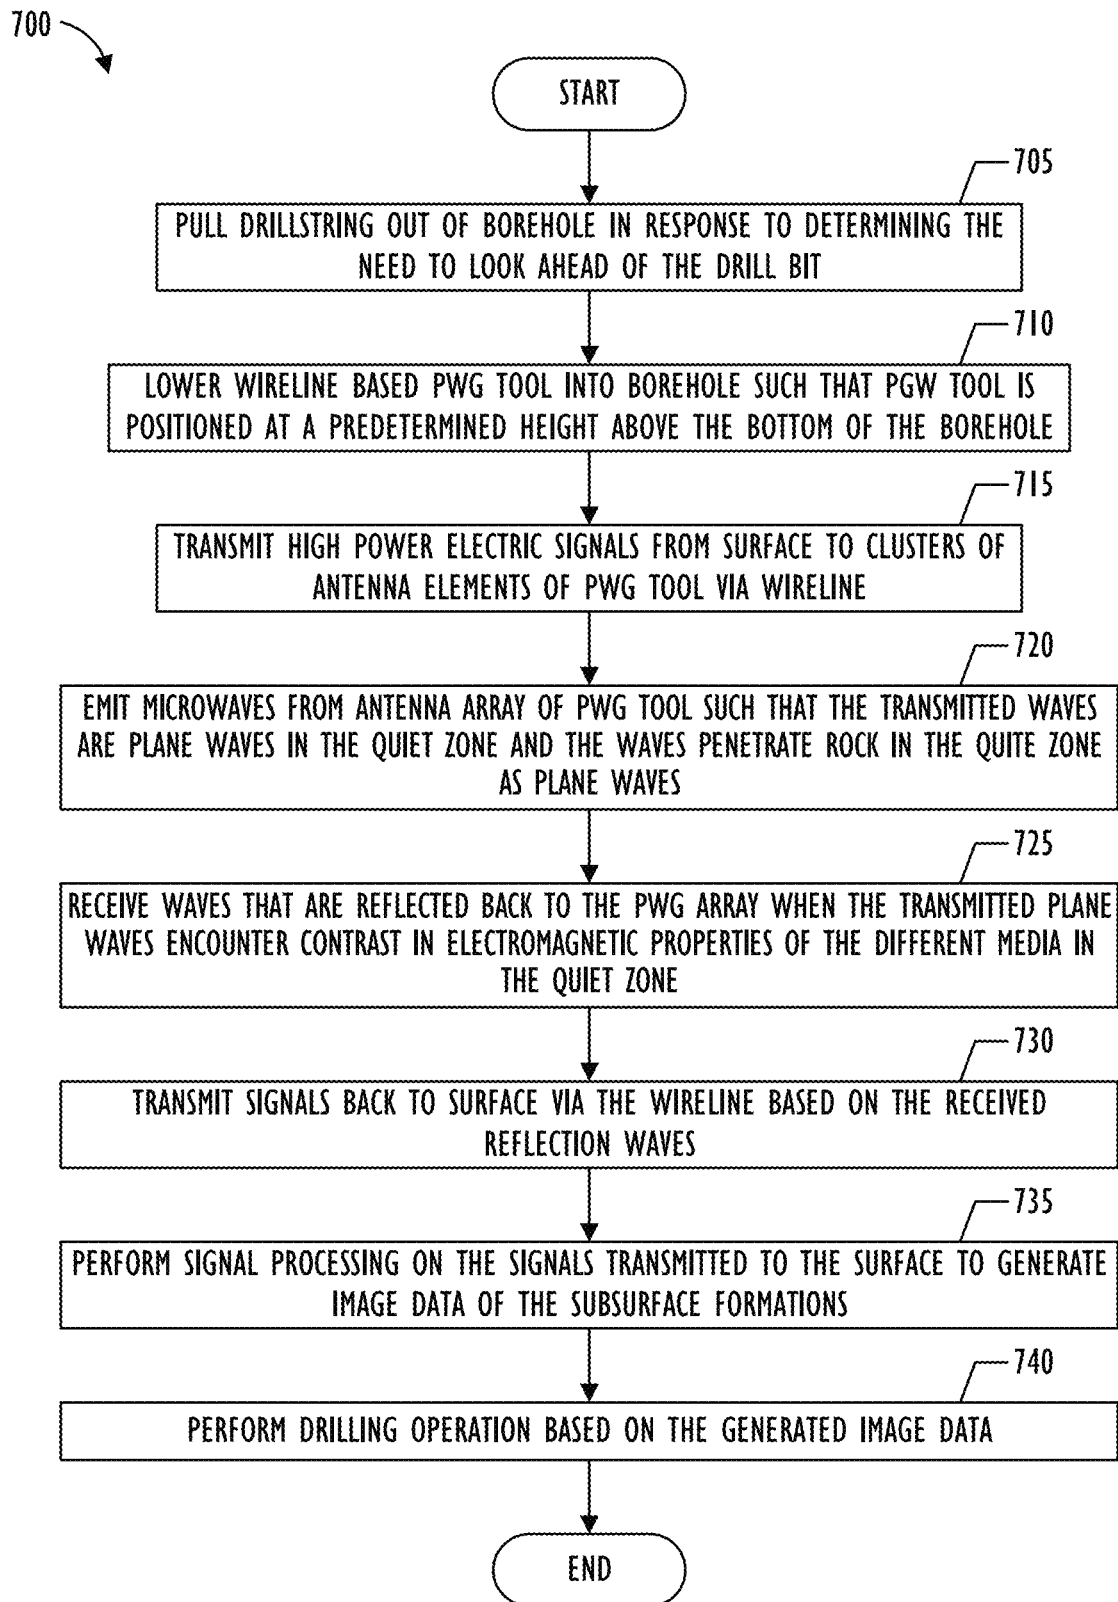 700
START
705
PULL DRILLSTRING OUT OF BOREHOLE IN RESPONSE TO DETERMINING THE
NEED TO LOOK AHEAD OF THE DRILL BIT
710
LOWER WIRELINE BASED PWG TOOL INTO BOREHOLE SUCH THAT PGW TOOL IS
POSITIONED AT A PREDETERMINED HEIGHT ABOVE THE BOTTOM OF THE BOREHOLE
715
TRANSMIT HIGH POWER ELECTRIC SIGNALS FROM SURFACE TO CLUSTERS OF
ANTENNA ELEMENTS OF PWG TOOL VIA WIRELINE
720
EMIT MICROWAVES FROM ANTENNA ARRAY OF PWG TOOL SUCH THAT THE TRANSMITTED WAVES
ARE PLANE WAVES IN THE QUIET ZONE AND THE WAVES PENETRATE ROCK IN THE QUITE ZONE
AS PLANE WAVES
725
RECEIVE WAVES THAT ARE REFLECTED BACK TO THE PWG ARRAY WHEN THE TRANSMITTED PLANE
WAVES ENCOUNTER CONTRAST IN ELECTROMAGNETIC PROPERTIES OF THE DIFFERENT MEDIA IN
THE QUIET ZONE
730
TRANSMIT SIGNALS BACK TO SURFACE VIA THE WIRELINE BASED ON THE RECEIVED
REFLECTION WAVES
735
PERFORM SIGNAL PROCESSING ON THE SIGNALS TRANSMITTED TO THE SURFACE TO GENERATE
IMAGE DATA OF THE SUBSURFACE FORMATIONS
740
PERFORM DRILLING OPERATION BASED ON THE GENERATED IMAGE DATA
END